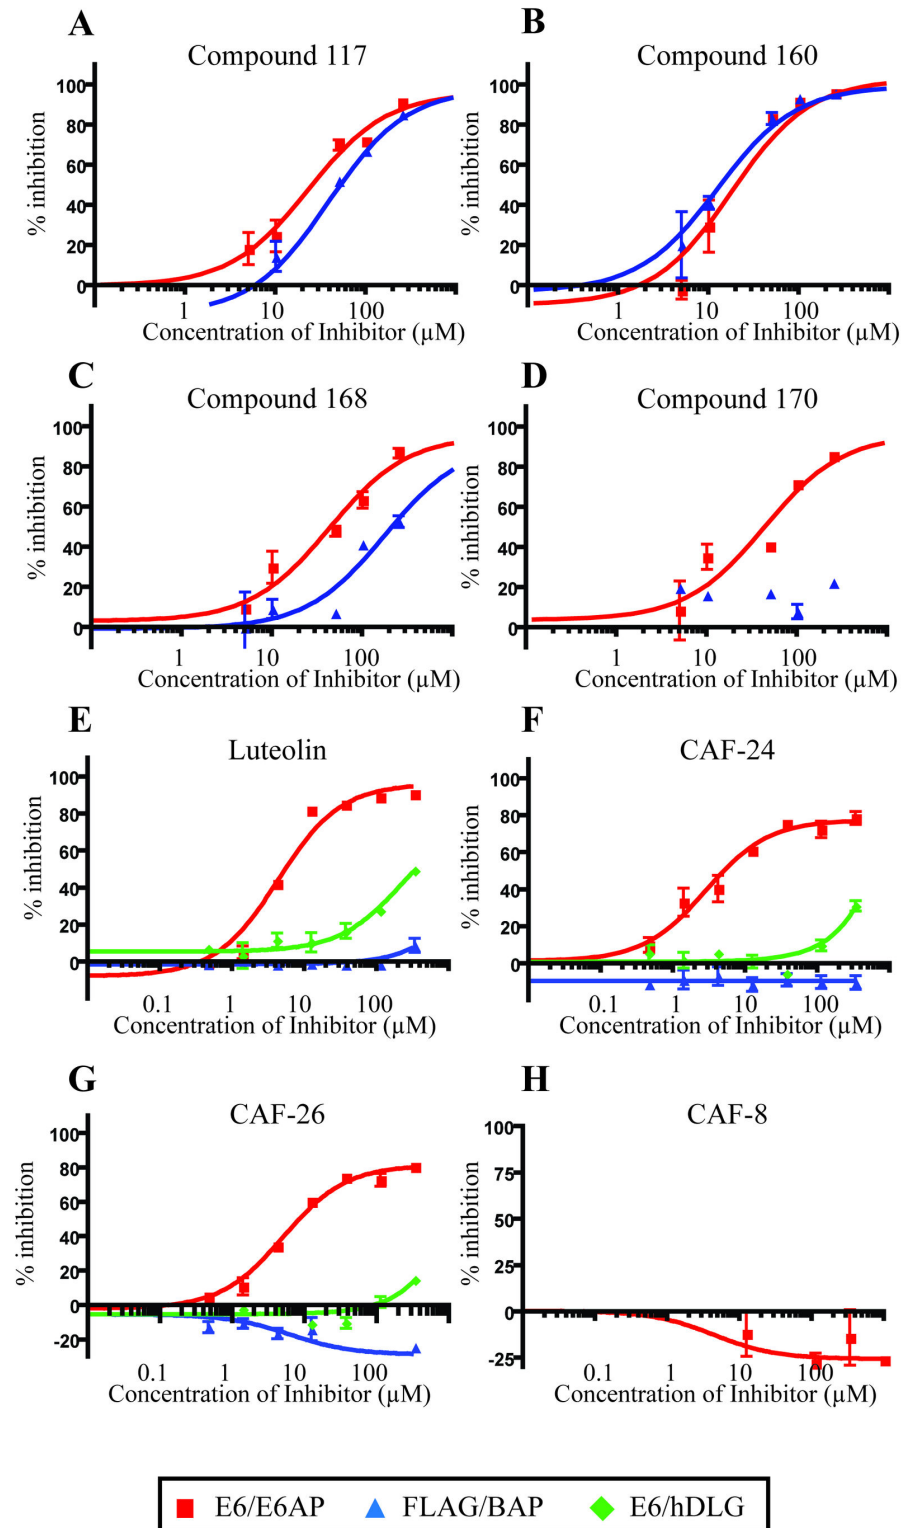 A
Compound 117
% inhibition
100
80
60
40
20
0
1
10
100
Concentration of Inhibitor (µM)
B
Compound 160
% inhibition
100
80
60
40
20
0
1
10
100
Concentration of Inhibitor (µM)
C
Compound 168
% inhibition
100
80
60
40
20
0
1
10
100
Concentration of Inhibitor (µM)
D
Compound 170
% inhibition
100
80
60
40
20
0
1
10
100
Concentration of Inhibitor (µM)
E
Luteolin
% inhibition
100
80
60
40
20
0
0.1
1
10
100
Concentration of Inhibitor (µM)
F
CAF-24
% inhibition
100
80
60
40
20
0
0.1
1
10
100
Concentration of Inhibitor (µM)
G
CAF-26
% inhibition
100
80
60
40
20
0
-20
0.1
1
10
100
Concentration of Inhibitor (µM)
H
CAF-8
% inhibition
100
75
50
25
0
-25
0.1
1
10
100
Concentration of Inhibitor (µM)
E6/E6AP FLAG/BAP E6/hDLG